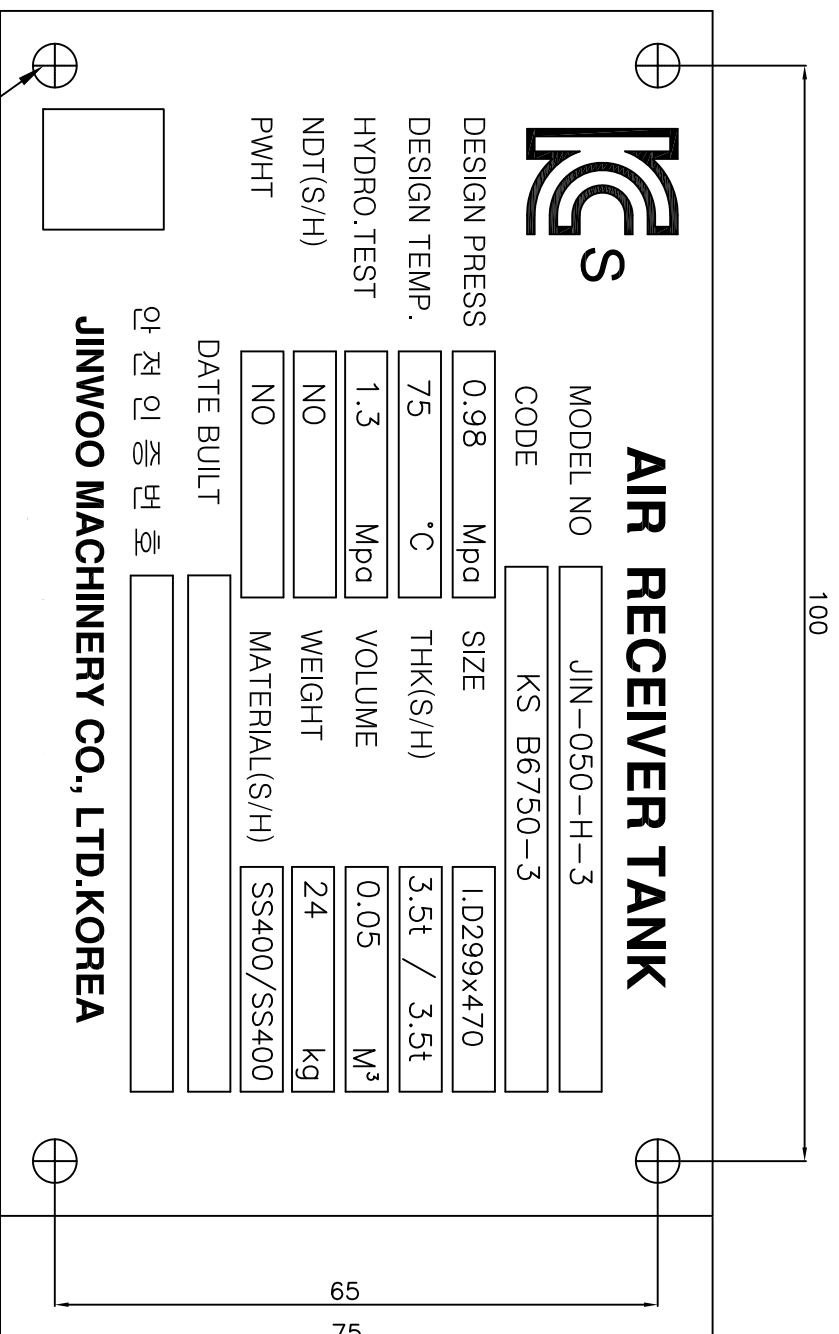 100
AIR RECEIVER TANK
KCs
MODEL NO JIN-050-H-3
CODE KS B6750-3
DESIGN PRESS 0.98 Mpa SIZE I.D299x470
DESIGN TEMP. 75 °C THK(S/H) 3.5t / 3.5t
HYDRO.TEST 1.3 Mpa VOLUME 0.05 M³
NDT(S/H) NO WEIGHT 24 kg
PWHT NO MATERIAL(S/H) SS400/SS400
DATE BUILT
안전인증번호
JINWOO MACHINERY CO., LTD.KOREA
65
75